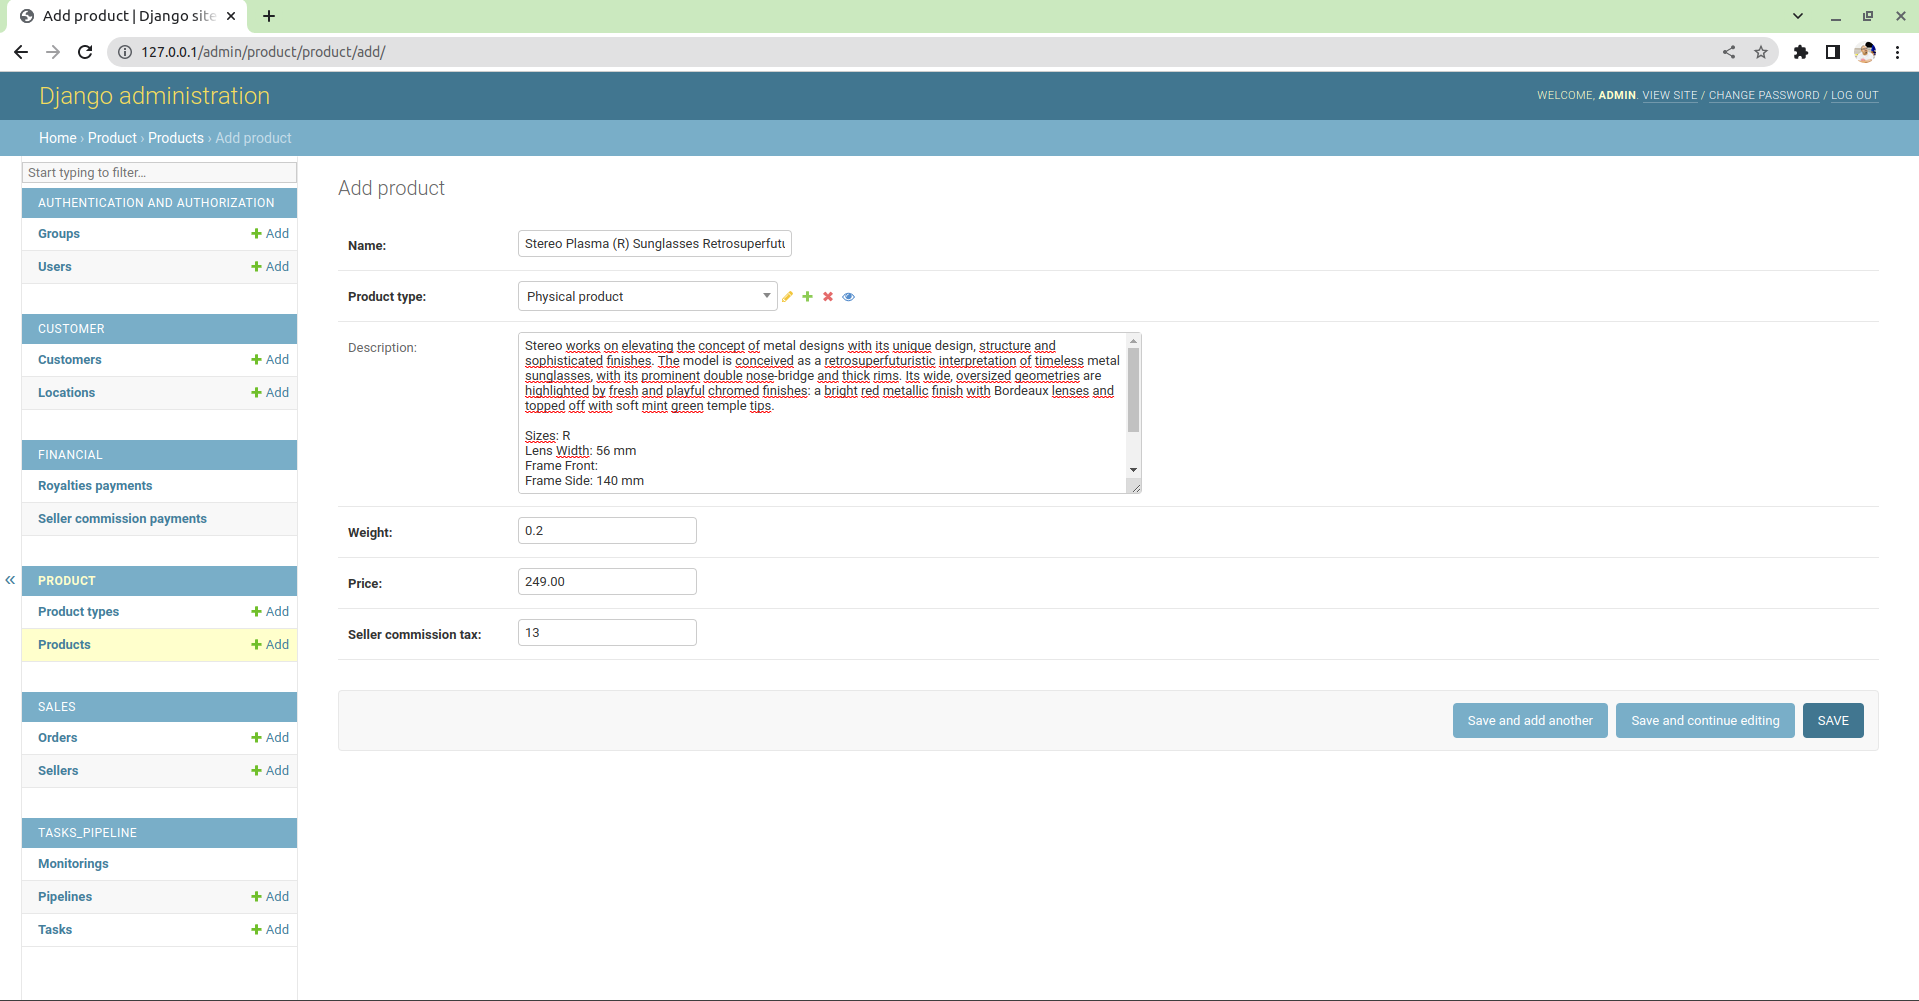 Add product | Django site
127.0.0.1/admin/product/product/add/
Django administration
WELCOME, ADMIN. VIEW SITE / CHANGE PASSWORD / LOG OUT
Home › Product › Products › Add product
Start typing to filter...
AUTHENTICATION AND AUTHORIZATION
Groups Add
Users Add
CUSTOMER
Customers Add
Locations Add
FINANCIAL
Royalties payments
Seller commission payments
«
PRODUCT
Product types Add
Products Add
SALES
Orders Add
Sellers Add
TASKS_PIPELINE
Monitorings
Pipelines Add
Tasks Add
Add product
Name: Stereo Plasma (R) Sunglasses Retrosuperfutu
Product type: Physical product
Description:
Stereo works on elevating the concept of metal designs with its unique design, structure and
sophisticated finishes. The model is conceived as a retrosuperfuturistic interpretation of timeless metal
sunglasses, with its prominent double nose-bridge and thick rims. Its wide, oversized geometries are
highlighted by fresh and playful chromed finishes: a bright red metallic finish with Bordeaux lenses and
topped off with soft mint green temple tips.
Sizes: R
Lens Width: 56 mm
Frame Front:
Frame Side: 140 mm
Weight: 0.2
Price: 249.00
Seller commission tax: 13
Save and add another Save and continue editing SAVE